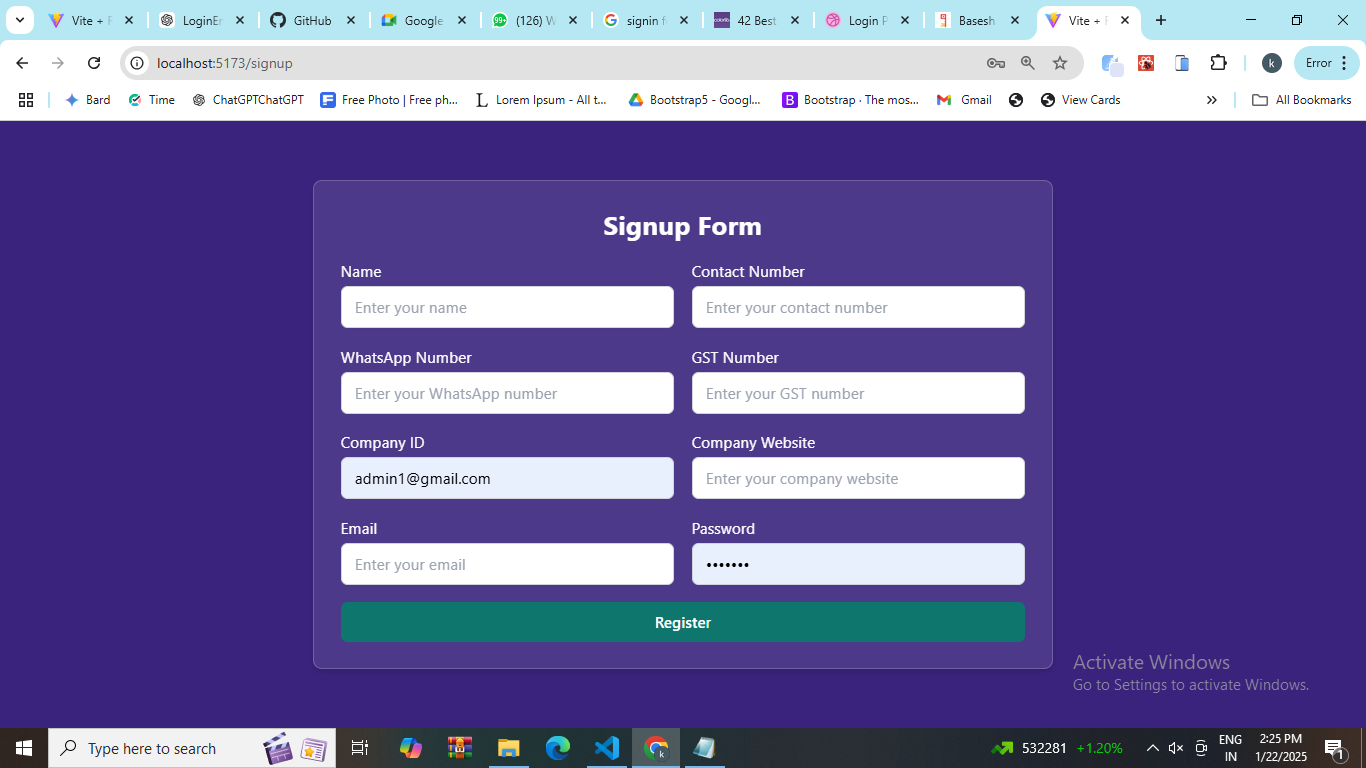 Vite + R
LoginEr
GitHub
Google
(126) W
signin fo
42 Best
Login P
Basesh
Vite + R
localhost:5173/signup
k
Error
Bard
Time
ChatGPTChatGPT
Free Photo | Free ph...
Lorem Ipsum - All t...
Bootstrap5 - Googl...
Bootstrap · The mos...
Gmail
View Cards
All Bookmarks
Signup Form
Name
Contact Number
Enter your name
Enter your contact number
WhatsApp Number
GST Number
Enter your WhatsApp number
Enter your GST number
Company ID
Company Website
admin1@gmail.com
Enter your company website
Email
Password
Enter your email
•••••••
Register
Activate Windows
Go to Settings to activate Windows.
Type here to search
532281 +1.20%
ENG
IN
2:25 PM
1/22/2025
1